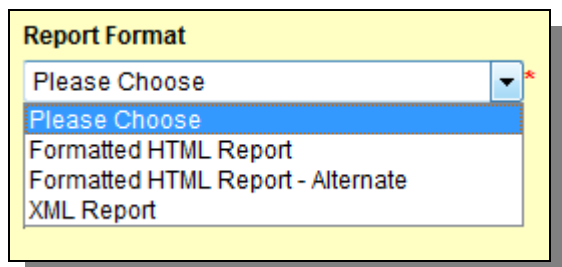 Report Format
Please Choose
*
Please Choose
Formatted HTML Report
Formatted HTML Report - Alternate
XML Report